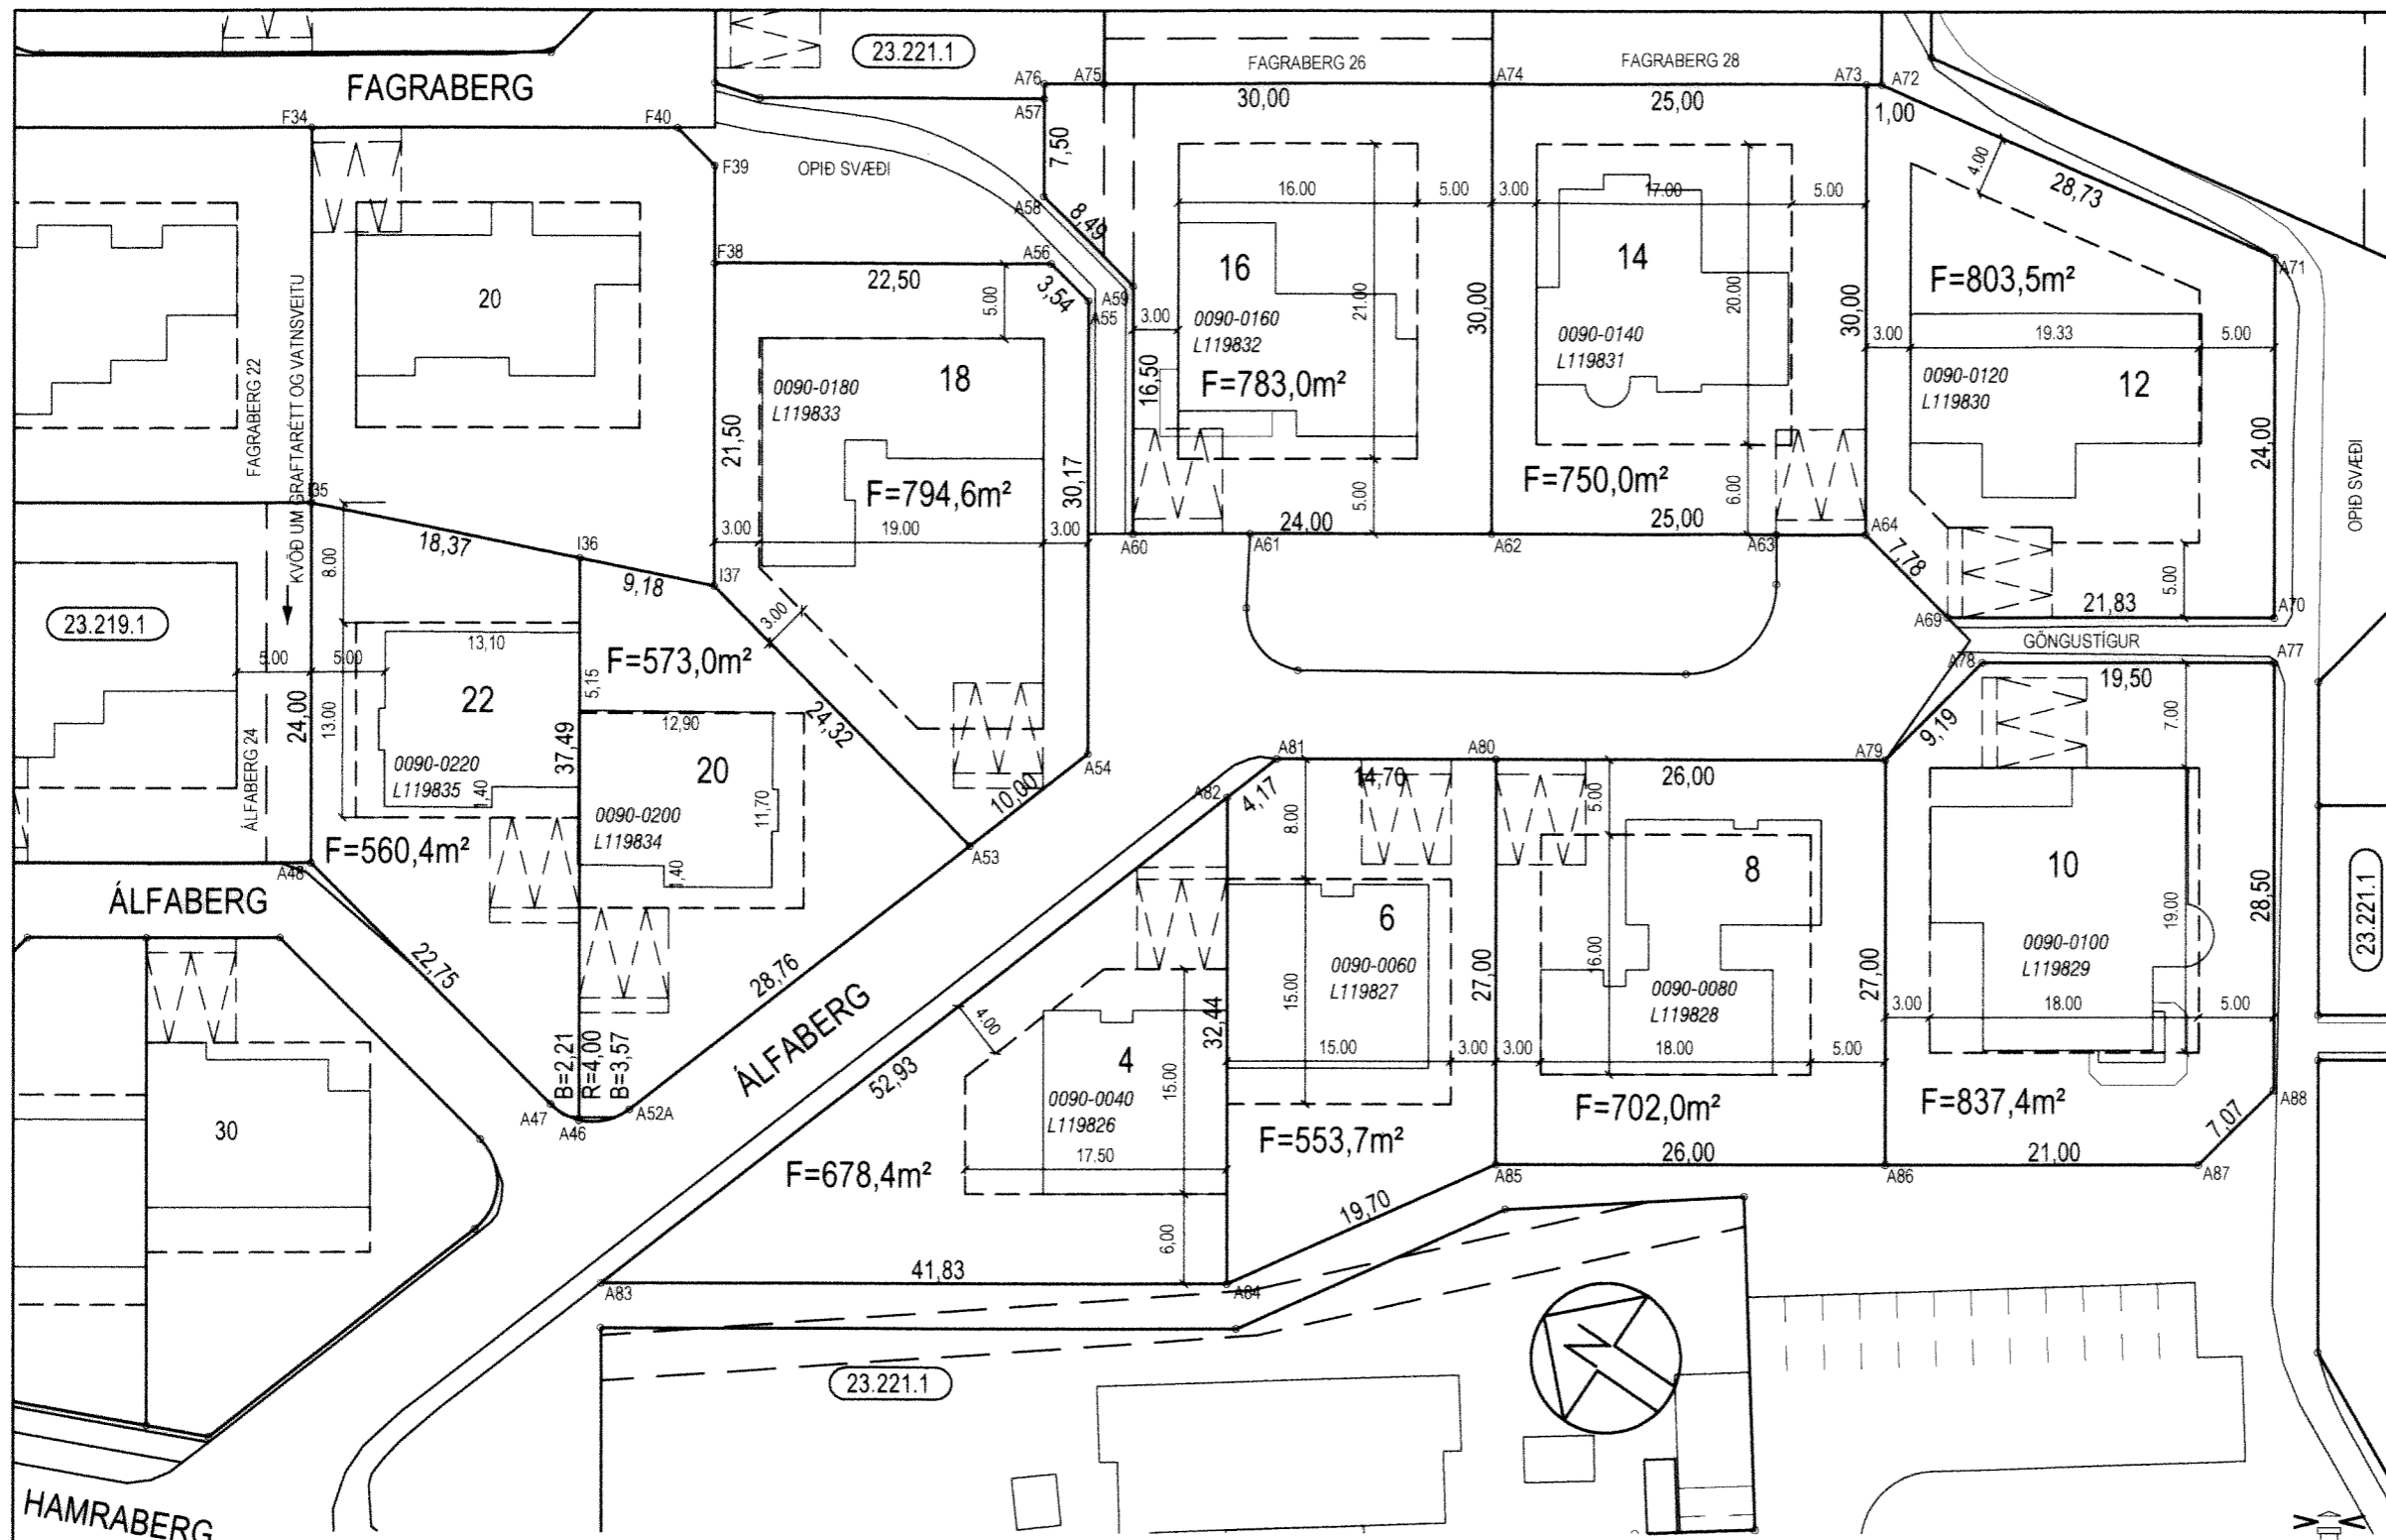 23.221.1
FAGRABERG
FAGRABERG 26
FAGRABERG 28
A76
A75
A74
A73
A72
A57
30,00
25,00
1,00
F34
F40
F39
OPIÐ SVÆÐI
7,50
A58
8,49
16.00
5.00
3.00
17.00
5.00
4.00
28,73
F38
A56
22,50
3,54
5.00
A59
A55
A71
20
16
14
F=803,5m²
3.00
0090-0160
L119832
21.00
30,00
0090-0140
L119831
20.00
30,00
3.00
19.33
5.00
FAGRABERG 22
KVÖÐ UM GRAFTARÉTT OG VATNSVEITU
0090-0180
L119833
18
16,50
F=783,0m²
0090-0120
L119830
12
21,50
F=794,6m²
30,17
F=750,0m²
24,00
OPIÐ SVÆÐI
I35
5.00
6.00
3.00
19.00
3.00
24,00
25,00
A60
A61
A62
A63
A64
18,37
8.00
I36
9,18
I37
7,78
5.00
21,83
A69
A70
23.219.1
3.00
GÖNGUSTÍGUR
5.00
5.00
13,10
F=573,0m²
A78
A77
19,50
22
5,15
24,00
13.00
12,90
24,32
9,19
7.00
ÁLFABERG 24
0090-0220
L119835
1,40
37,49
20
A54
A81
A80
A79
14,70
26,00
10,00
A82
4,17
5.00
0090-0200
L119834
11,70
F=560,4m²
A53
8.00
A48
1,40
8
10
ÁLFABERG
6
28,50
23.221.1
22,75
28,76
0090-0060
L119827
16.00
0090-0080
L119828
19.00
0090-0100
L119829
ÁLFABERG
4.00
32,44
15.00
27,00
27,00
3.00
18.00
5.00
B=2,21
R=4,00
B=3,57
52,93
4
15.00
15.00
3.00
3.00
18.00
5.00
A47
A46
A52A
0090-0040
L119826
F=702,0m²
F=837,4m²
A88
30
F=553,7m²
7,07
17.50
F=678,4m²
26,00
21,00
A85
A86
A87
19,70
6,00
41,83
A83
A84
23.221.1
HAMRABERG